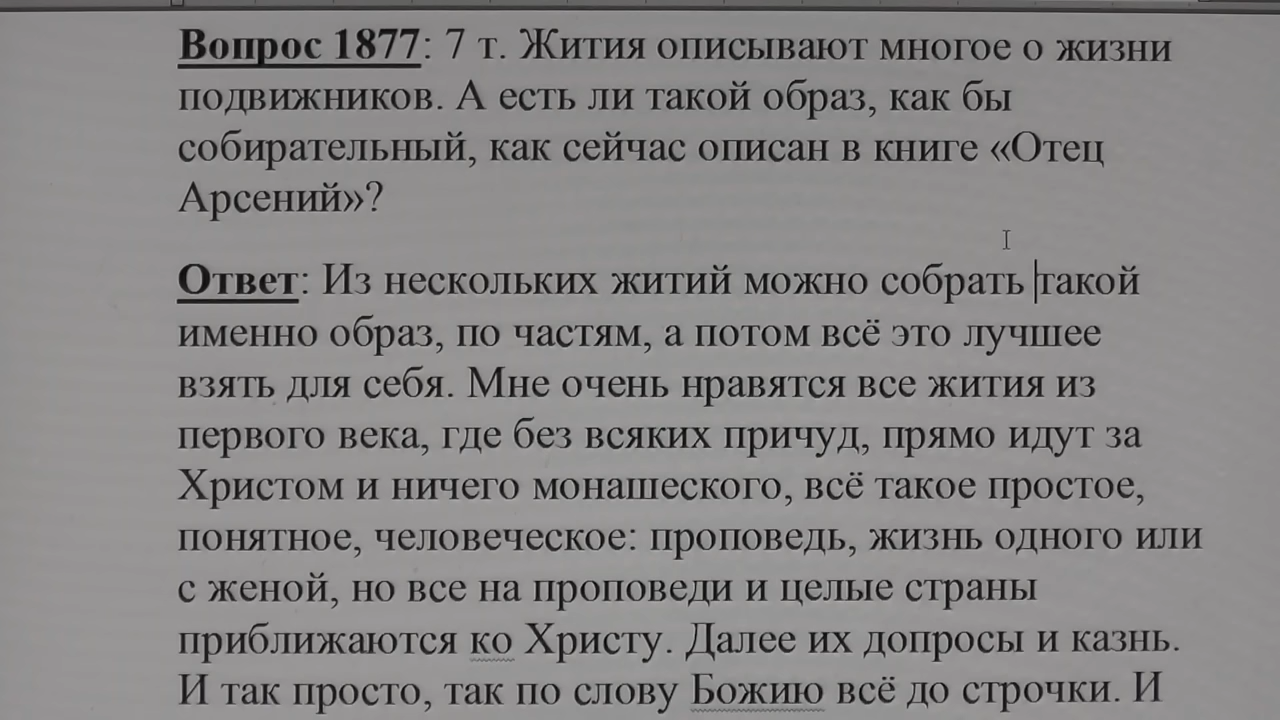 Вопрос 1877: 7 т. Жития описывают многое о жизни
подвижников. А есть ли такой образ, как бы
собирательный, как сейчас описан в книге «Отец
Арсений»?
Ответ: Из нескольких житий можно собрать такой
именно образ, по частям, а потом всё это лучшее
взять для себя. Мне очень нравятся все жития из
первого века, где без всяких причуд, прямо идут за
Христом и ничего монашеского, всё такое простое,
понятное, человеческое: проповедь, жизнь одного или
с женой, но все на проповеди и целые страны
приближаются ко Христу. Далее их допросы и казнь.
И так просто, так по слову Божию всё до строчки. И